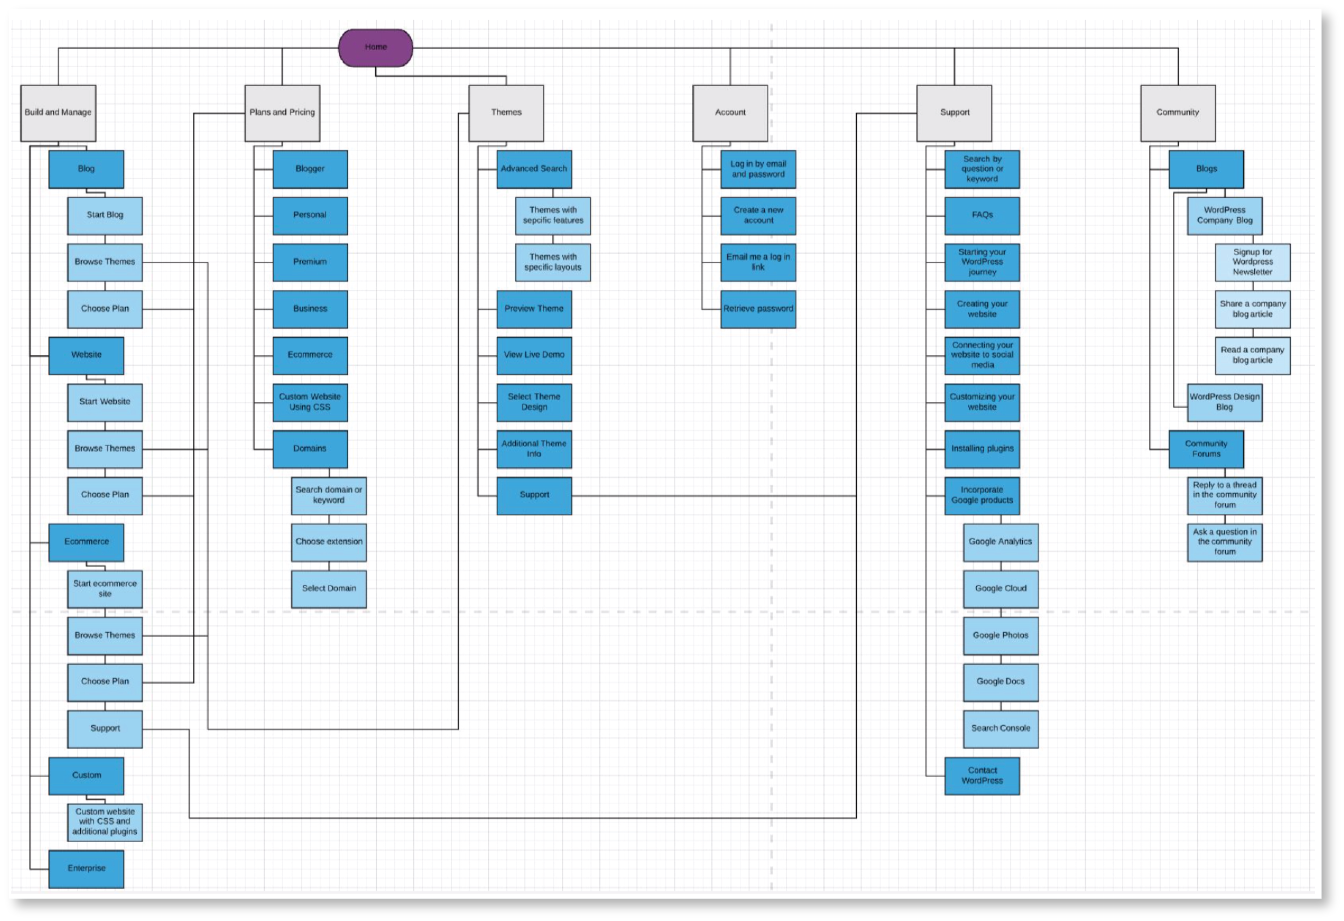 Home
Build and Manage
Blog
Start Blog
Browse Themes
Choose Plan
Website
Start Website
Browse Themes
Choose Plan
Ecommerce
Start ecommerce
site
Browse Themes
Choose Plan
Support
Custom
Custom website
with CSS and
additional plugins
Enterprise
Plans and Pricing
Blogger
Personal
Premium
Business
Ecommerce
Custom Website
Using CSS
Domains
Search domain or
keyword
Choose extension
Select Domain
Themes
Advanced Search
Themes with
sepcific features
Themes with
specific layouts
Preview Theme
View Live Demo
Select Theme
Design
Additional Theme
Info
Support
Account
Log in by email
and password
Create a new
account
Email me a log in
link
Retrieve password
Support
Search by
question or
keyword
FAQs
Starting your
WordPress
journey
Creating your
website
Connecting your
website to social
media
Customizing your
website
Installing plugins
Incorporate
Google products
Google Analytics
Google Cloud
Google Photos
Google Docs
Search Console
Contact
WordPress
Community
Blogs
WordPress
Company Blog
Signup for
Wordpress
Newsletter
Share a company
blog article
Read a company
blog article
WordPress Design
Blog
Community
Forums
Reply to a thread
in the community
forum
Ask a question in
the community
forum